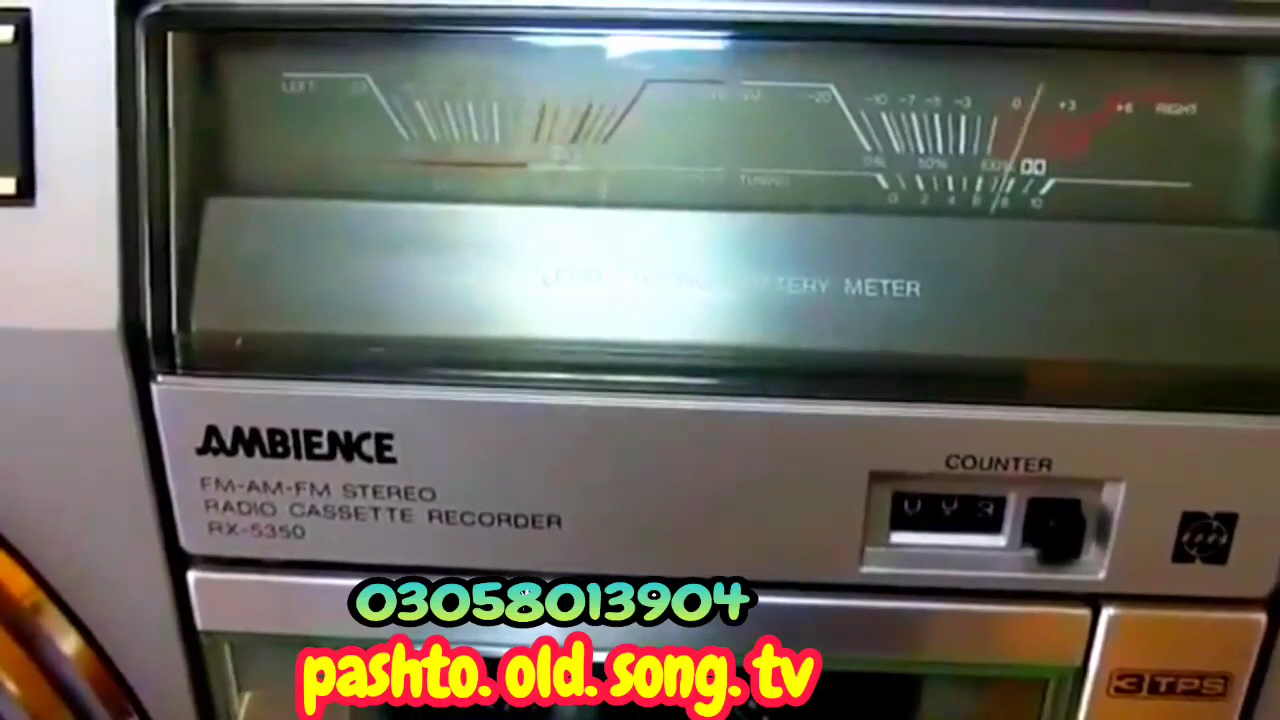 LEFT
VU -20 -10 -7 -5 -3 0 +3 +6 RIGHT
0% 50% 100%
TUNING
0 2 4 6 8 10
BATTERY METER
AMBIENCE
FM-AM-FM STEREO
RADIO CASSETTE RECORDER
RX-5350
COUNTER
03058013904
pashto. old. song. tv
3 TPS